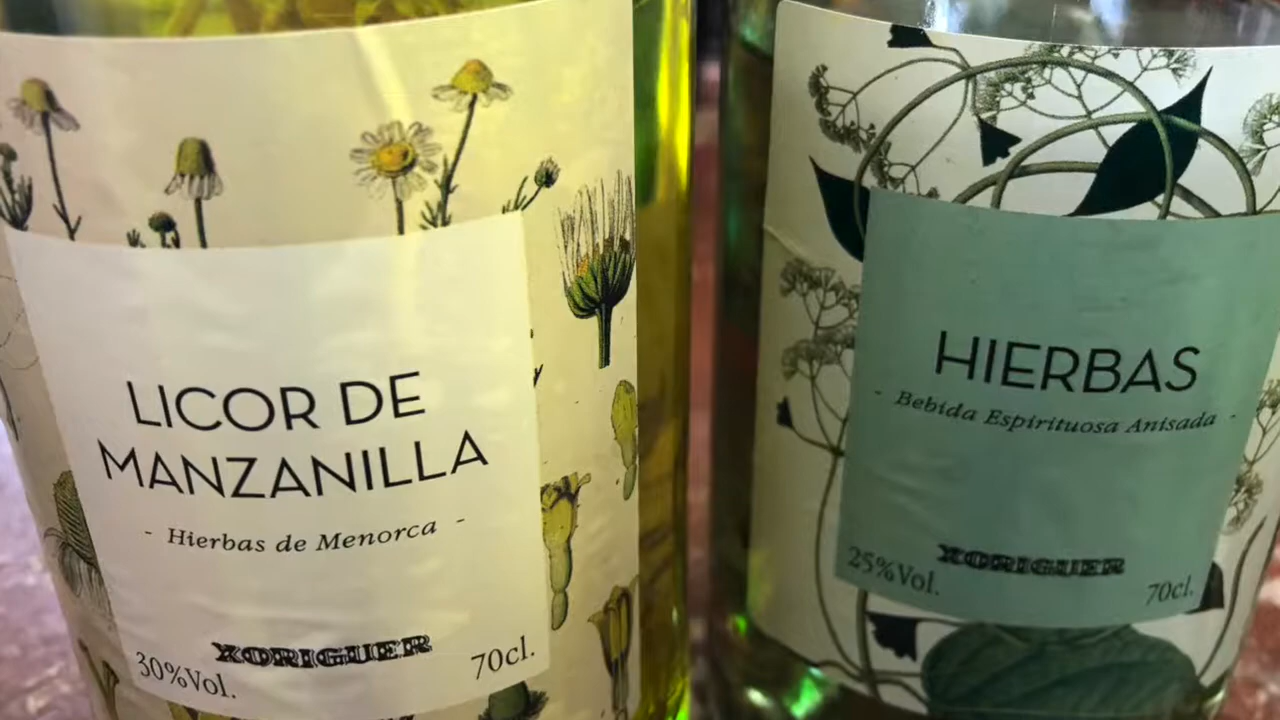 LICOR DE
MANZANILLA
- Hierbas de Menorca -
XORIGUER
30%Vol.
70cl.
HIERBAS
- Bebida Espirituosa Anisada -
XORIGUER
25%Vol.
70cl.